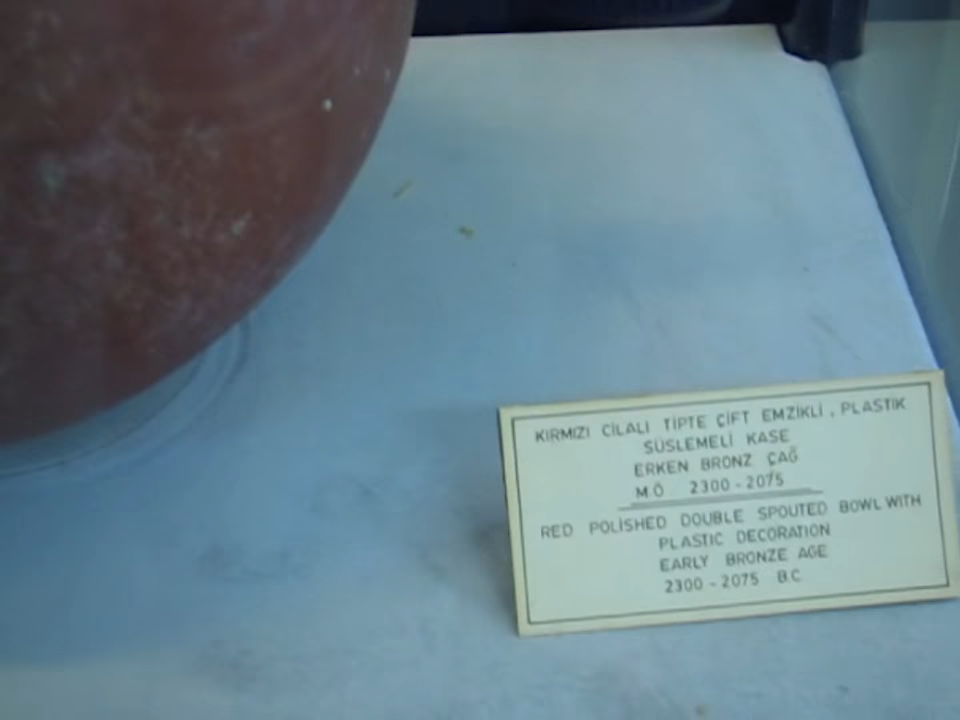 KIRMIZI CİLALI TİPTE ÇİFT EMZİKLİ, PLASTİK
SÜSLEMELİ KASE
ERKEN BRONZ ÇAĞ
M.Ö 2300-2075
RED POLISHED DOUBLE SPOUTED BOWL WITH
PLASTIC DECORATION
EARLY BRONZE AGE
2300-2075 B.C